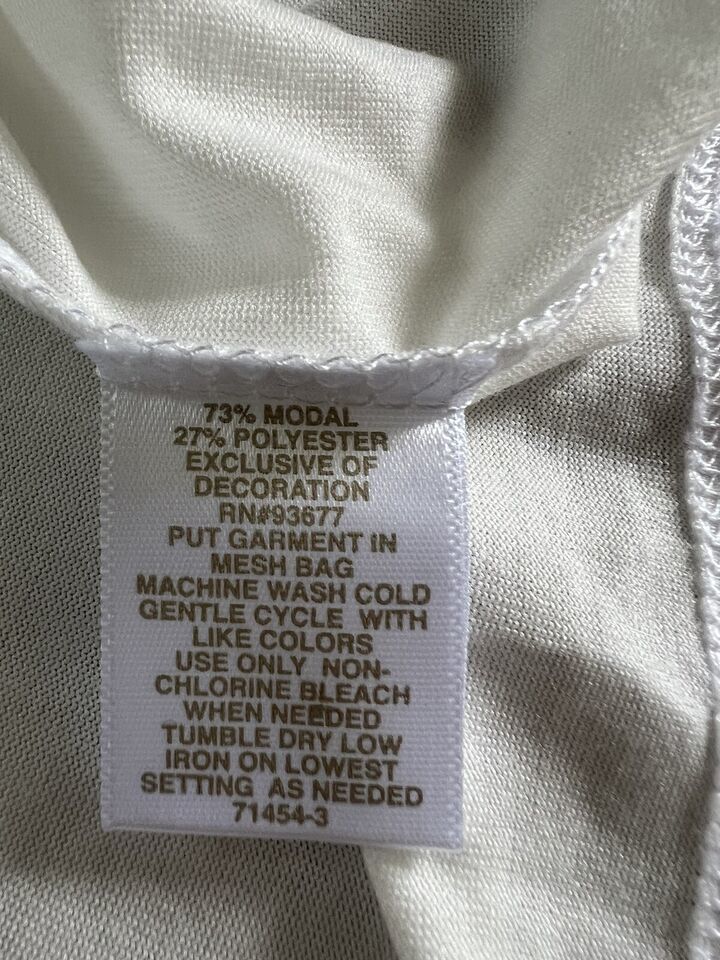 73% MODAL
27% POLYESTER
EXCLUSIVE OF
DECORATION
RN#93677
PUT GARMENT IN
MESH BAG
MACHINE WASH COLD
GENTLE CYCLE WITH
LIKE COLORS
USE ONLY NON-
CHLORINE BLEACH
WHEN NEEDED
TUMBLE DRY LOW
IRON ON LOWEST
SETTING AS NEEDED
71454-3